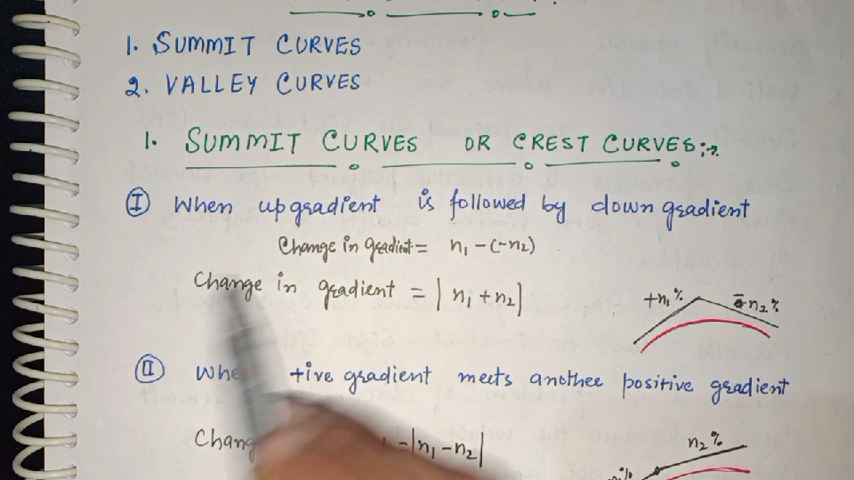 1. SUMMIT CURVES
2. VALLEY CURVES
1. SUMMIT CURVES OR CREST CURVES:→
I When upgradient is followed by down gradient
Change in gradient = n₁ - (-n₂)
Change in gradient = |n₁ + n₂|
+n₁% -n₂%
II Whe +tive gradient meets anothee positive gradient
Chang |n₁ - n₂|
n₂%